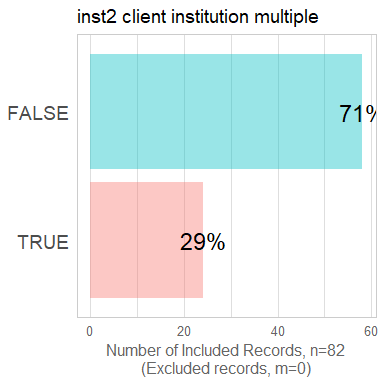 inst2 client institution multiple
FALSE
71%
TRUE
29%
0
20
40
60
Number of Included Records, n=82
(Excluded records, m=0)